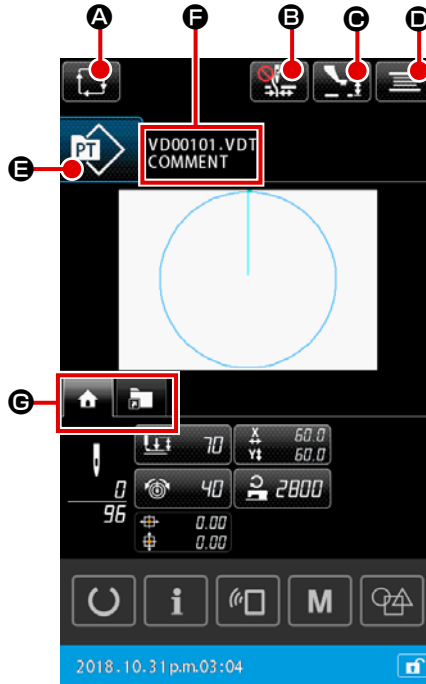 A
F
B
C
D
PT
VD00101.VDT
COMMENT
E
G
70
X 60.0
Y 60.0
0
96
40
2800
0.00
0.00
i
M
2018.10.31 p.m.03:04